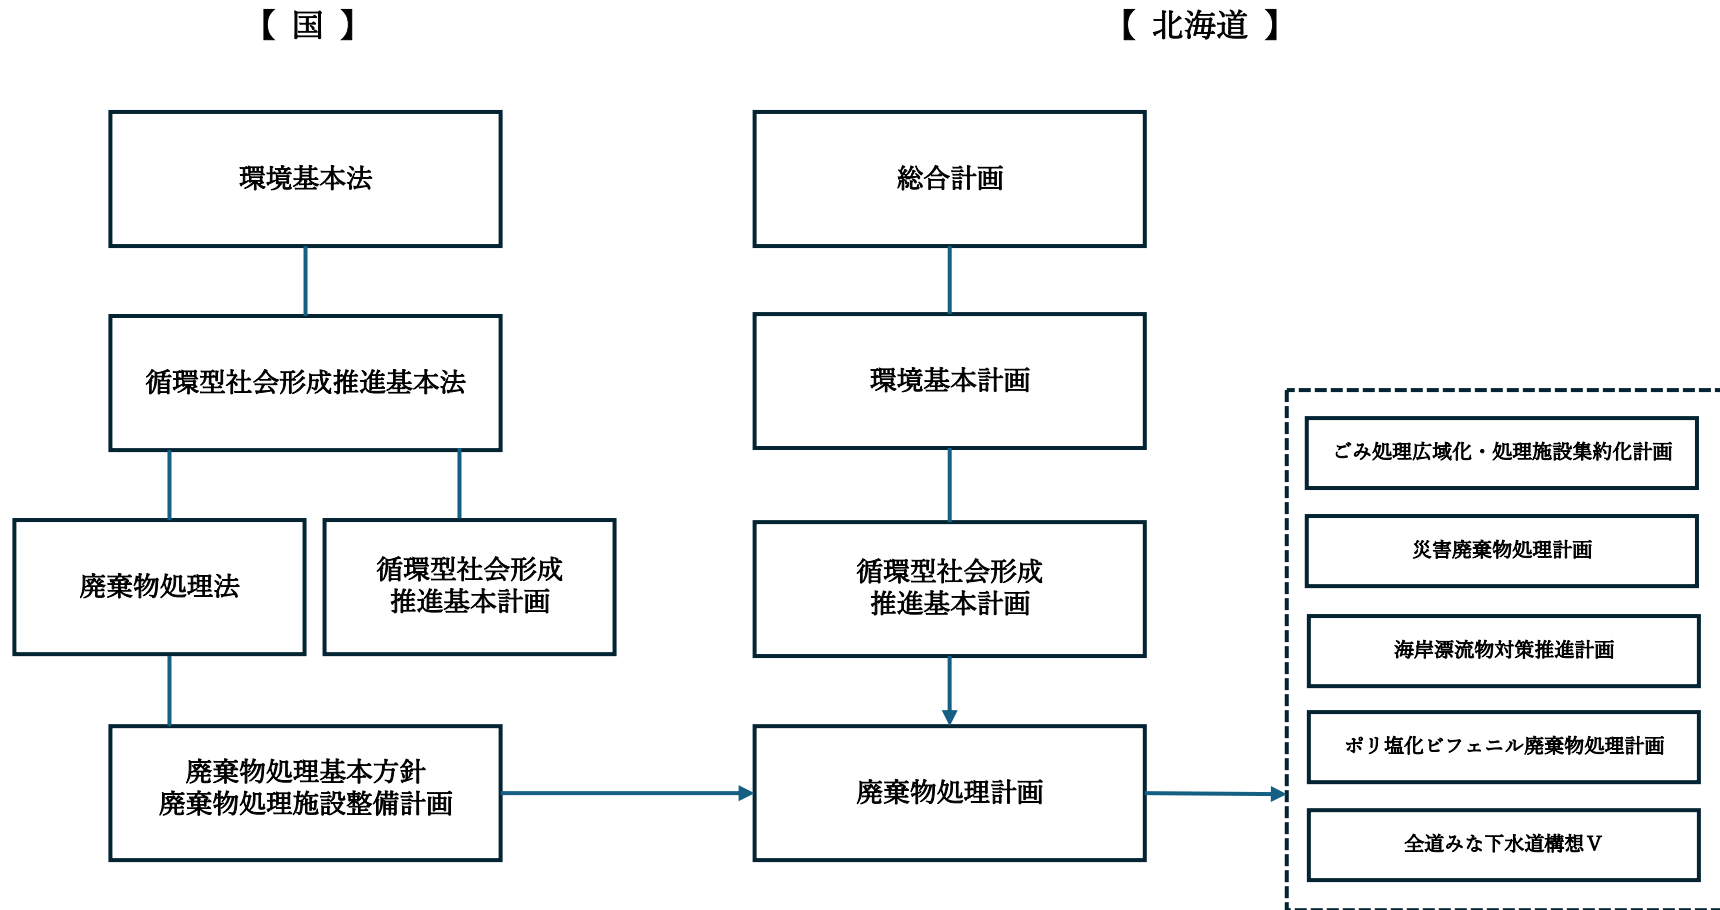 【 国 】
【 北海道 】
環境基本法
循環型社会形成推進基本法
廃棄物処理法
循環型社会形成
推進基本計画
廃棄物処理基本方針
廃棄物処理施設整備計画
総合計画
環境基本計画
循環型社会形成
推進基本計画
廃棄物処理計画
ごみ処理広域化・処理施設集約化計画
災害廃棄物処理計画
海岸漂流物対策推進計画
ポリ塩化ビフェニル廃棄物処理計画
全道みな下水道構想Ⅴ